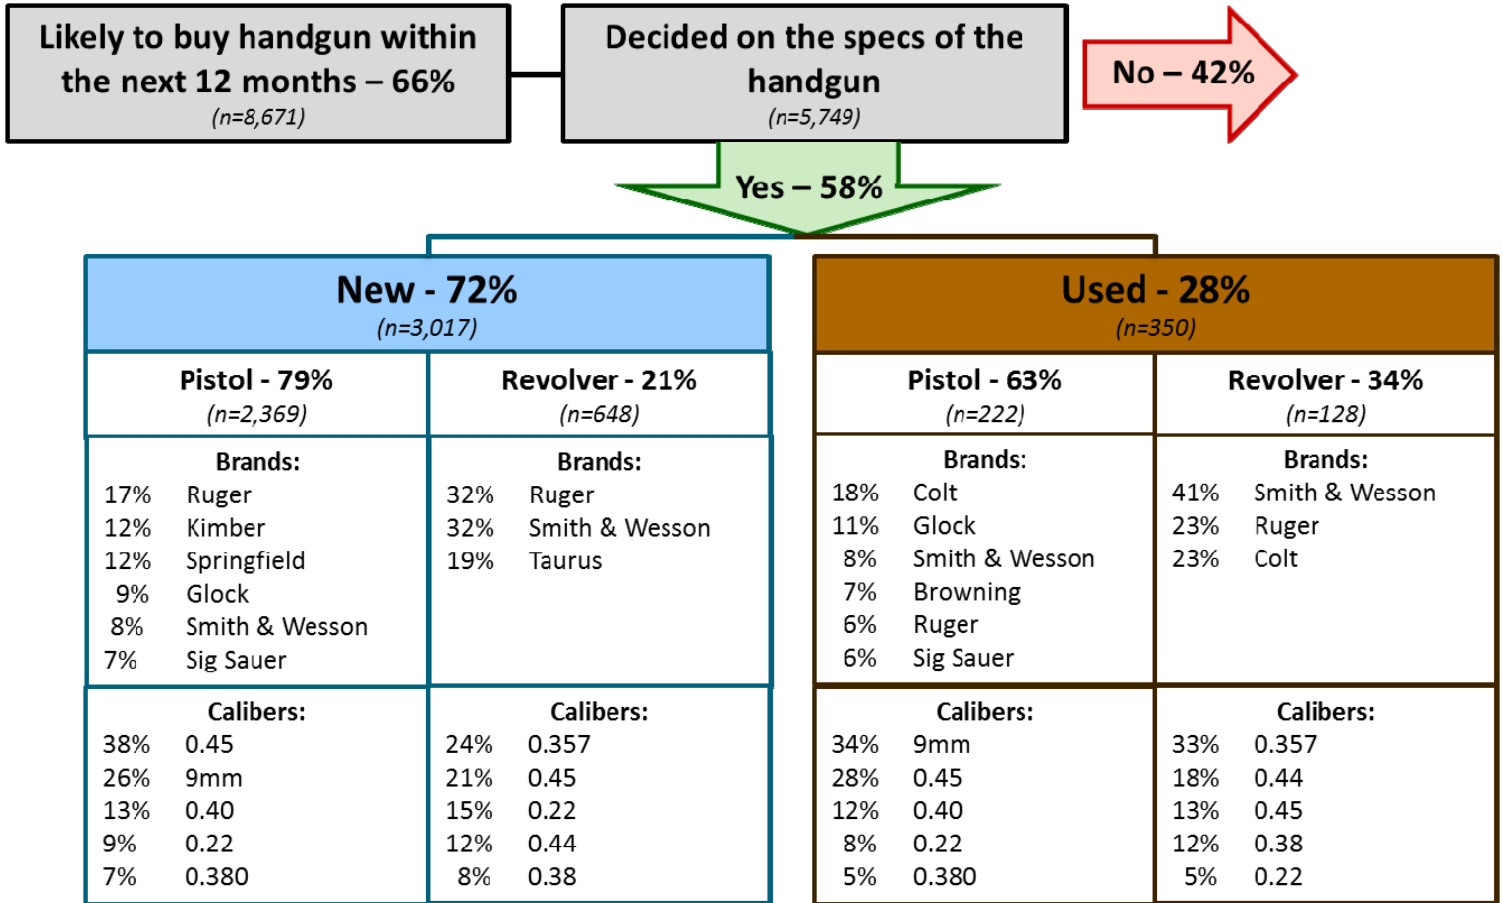 Likely to buy handgun within
the next 12 months – 66%
(n=8,671)
Decided on the specs of the
handgun
(n=5,749)
No – 42%
Yes – 58%
New - 72%
(n=3,017)
Pistol - 79%
(n=2,369)
Revolver - 21%
(n=648)
Brands:
17% Ruger
12% Kimber
12% Springfield
9% Glock
8% Smith & Wesson
7% Sig Sauer
Brands:
32% Ruger
32% Smith & Wesson
19% Taurus
Calibers:
38% 0.45
26% 9mm
13% 0.40
9% 0.22
7% 0.380
Calibers:
24% 0.357
21% 0.45
15% 0.22
12% 0.44
8% 0.38
Used - 28%
(n=350)
Pistol - 63%
(n=222)
Revolver - 34%
(n=128)
Brands:
18% Colt
11% Glock
8% Smith & Wesson
7% Browning
6% Ruger
6% Sig Sauer
Brands:
41% Smith & Wesson
23% Ruger
23% Colt
Calibers:
34% 9mm
28% 0.45
12% 0.40
8% 0.22
5% 0.380
Calibers:
33% 0.357
18% 0.44
13% 0.45
12% 0.38
5% 0.22